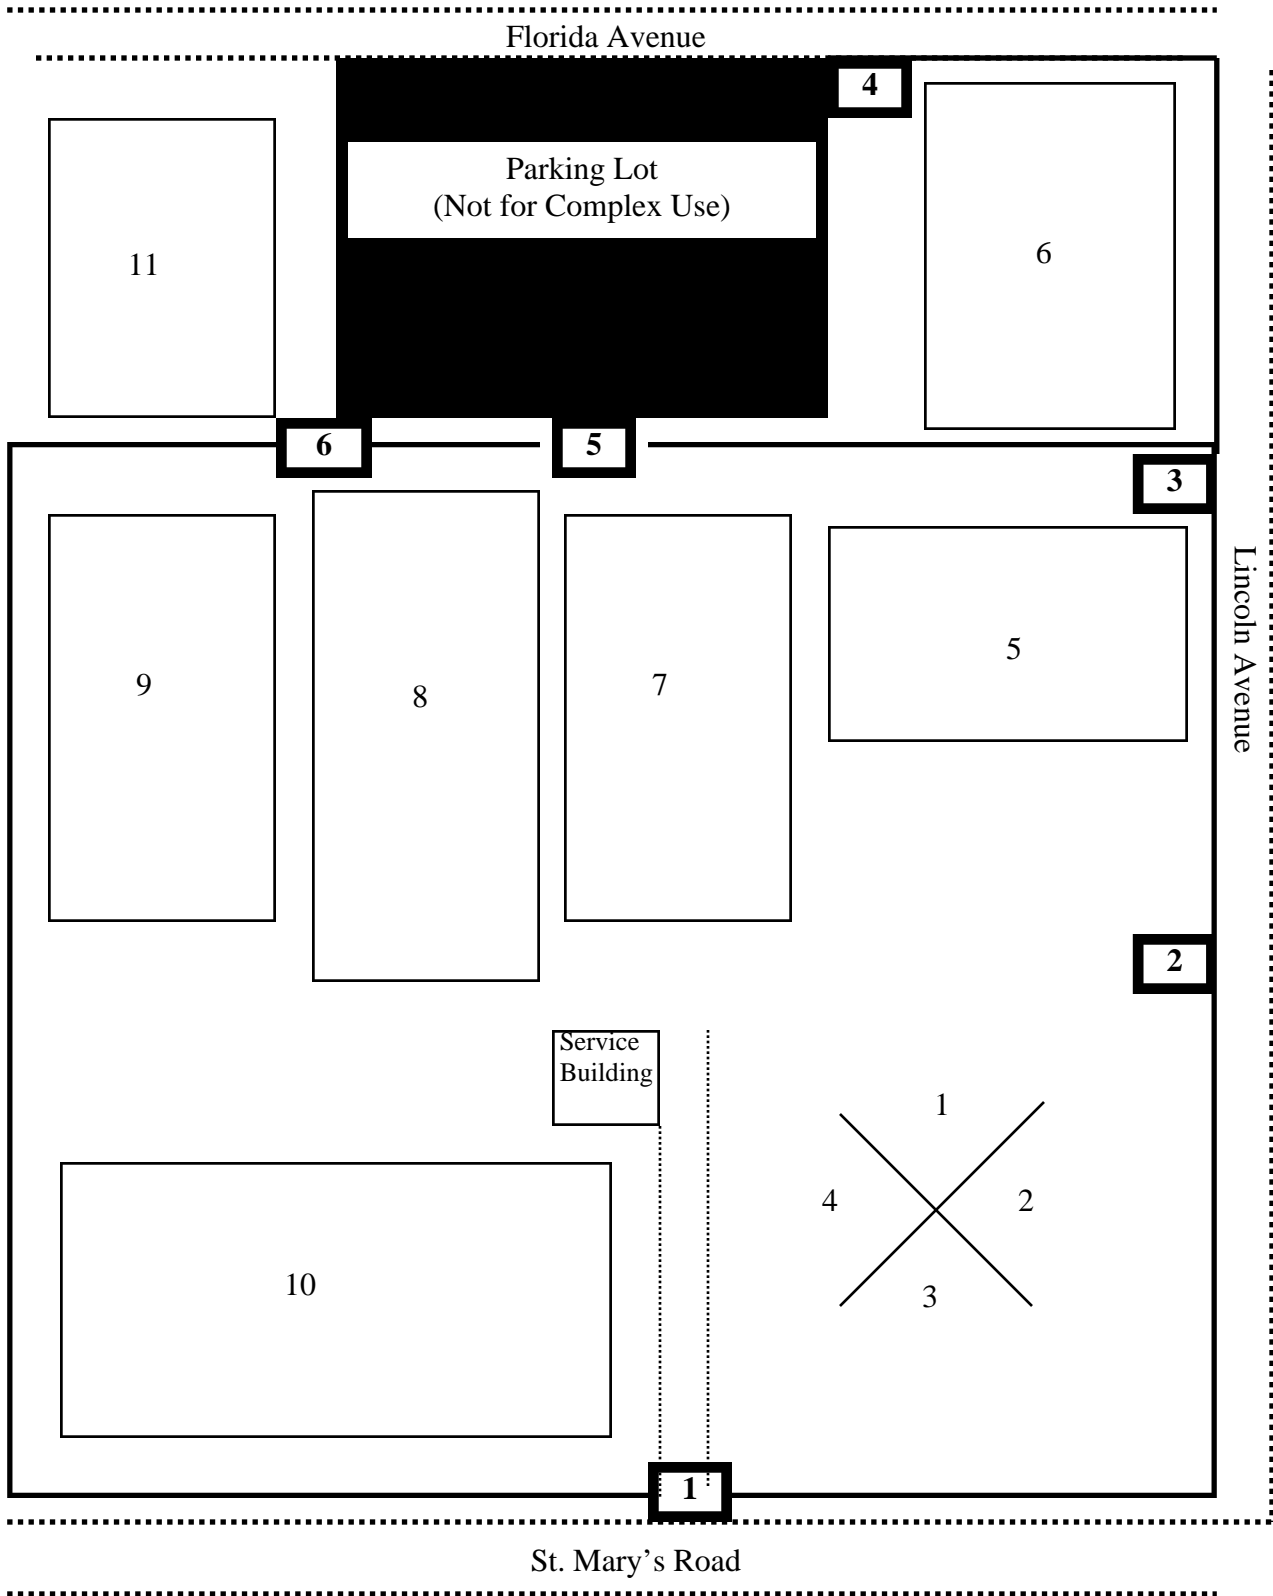 Florida Avenue
4
Parking Lot
(Not for Complex Use)
11
6
6
5
3
Lincoln Avenue
5
9
8
7
2
Service
Building
1
4
2
10
3
1
St. Mary's Road